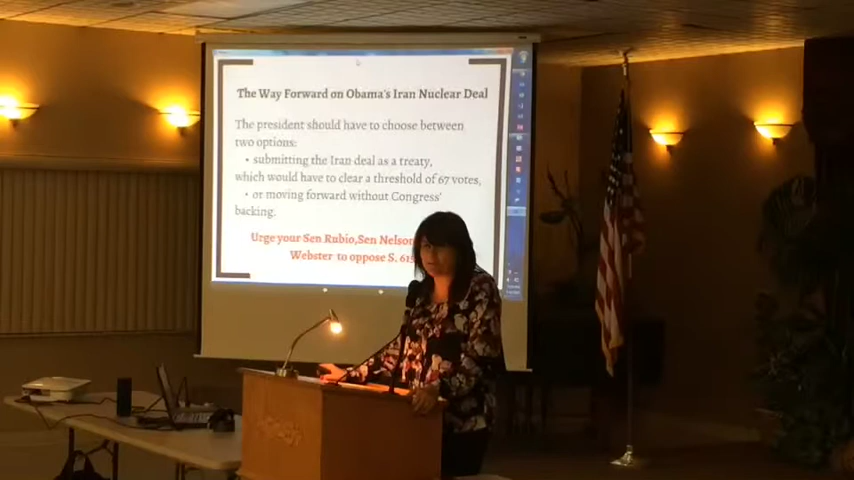 The Way Forward on Obama's Iran Nuclear Deal
The president should have to choose between
two options:
• submitting the Iran deal as a treaty,
which would have to clear a threshold of 67 votes,
• or moving forward without Congress'
backing.
Urge your Sen Rubio,Sen Nelson
Webster to oppose S. 615